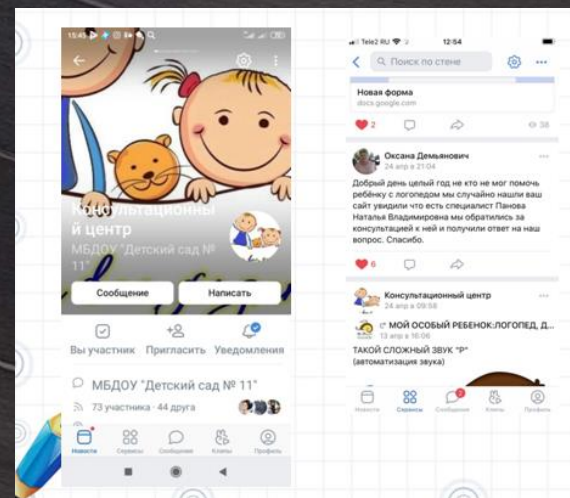 15:45
Консультационны
й центр
МБДОУ "Детский сад №
11"
Сообщение
Написать
Вы участник
Пригласить
Уведомления
МБДОУ "Детский сад № 11"
73 участника · 44 друга
Новости
Сервисы
Сообщения
Клипы
Профиль
Tele2 RU
12:54
Поиск по стене
Новая форма
docs.google.com
2
38
Оксана Демьянович
24 апр в 21:04
Добрый день целый год не кто не мог помочь
ребёнку с логопедом мы случайно нашли ваш
сайт увидили что есть специалист Панова
Наталья Владимировна мы обратились за
консультацией к ней и получили ответ на наш
вопрос. Спасибо.
6
Консультационный центр
24 апр в 09:58
МОЙ ОСОБЫЙ РЕБЕНОК:ЛОГОПЕД, Д...
13 апр в 16:06
ТАКОЙ СЛОЖНЫЙ ЗВУК "Р"
(автоматизация звука)
2
Новости
Сервисы
Сообщения
Клипы
Профиль